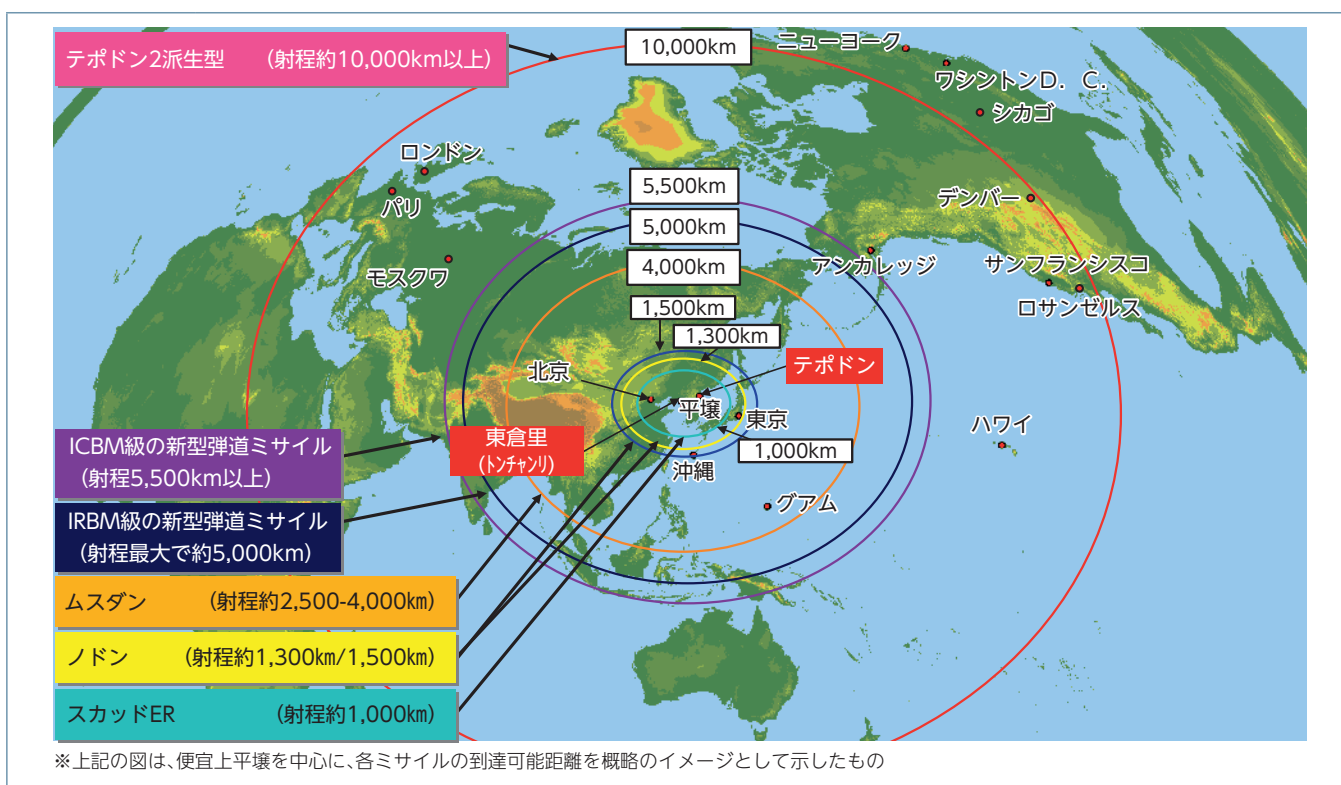 テポドン2派生型 (射程約10,000km以上)
10,000km
ニューヨーク
ワシントンD．C．
シカゴ
ロンドン
パリ
モスクワ
5,500km
5,000km
4,000km
デンバー
アンカレッジ
サンフランシスコ
ロサンゼルス
1,500km
1,300km
テポドン
北京
平壌
東京
ハワイ
東倉里
(トンチャンリ)
1,000km
沖縄
グアム
ICBM級の新型弾道ミサイル
(射程5,500km以上)
IRBM級の新型弾道ミサイル
(射程最大で約5,000km)
ムスダン (射程約2,500-4,000㎞)
ノドン (射程約1,300㎞/1,500㎞)
スカッドER (射程約1,000㎞)
※上記の図は、便宜上平壌を中心に、各ミサイルの到達可能距離を概略のイメージとして示したもの